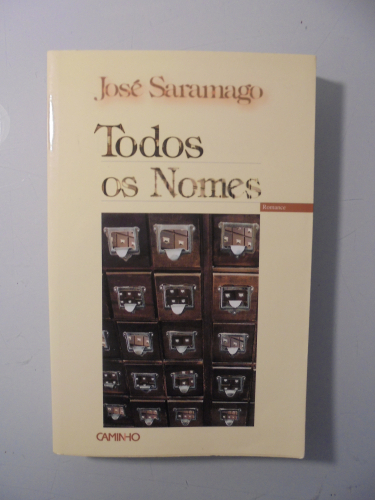 José Saramago
Todos
os Nomes
Romance
CAMINHO